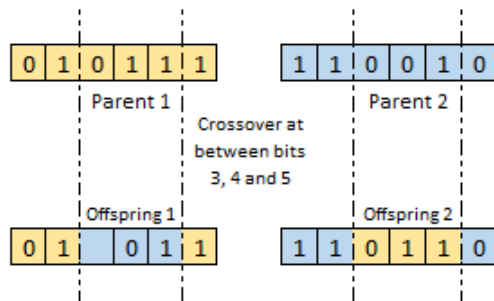 0 1 0 1 1 1
1 1 0 0 1 0
Parent 1
Parent 2
Crossover at
between bits
3, 4 and 5
Offspring 1
Offspring 2
0 1 0 1 1
1 1 0 1 1 0